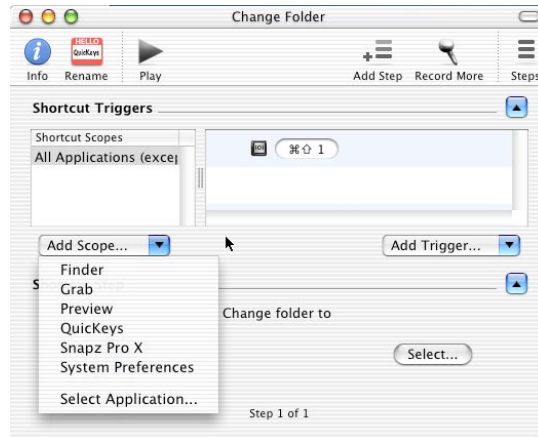 Change Folder
HELLO
QuicKeys
Info Rename Play Add Step Record More Steps
Shortcut Triggers
Shortcut Scopes
All Applications (excep
⌘⇧ 1
Add Scope... Add Trigger...
Finder
S
Grab
Preview
Change folder to
QuicKeys
Snapz Pro X
Select...
System Preferences
Select Application...
Step 1 of 1